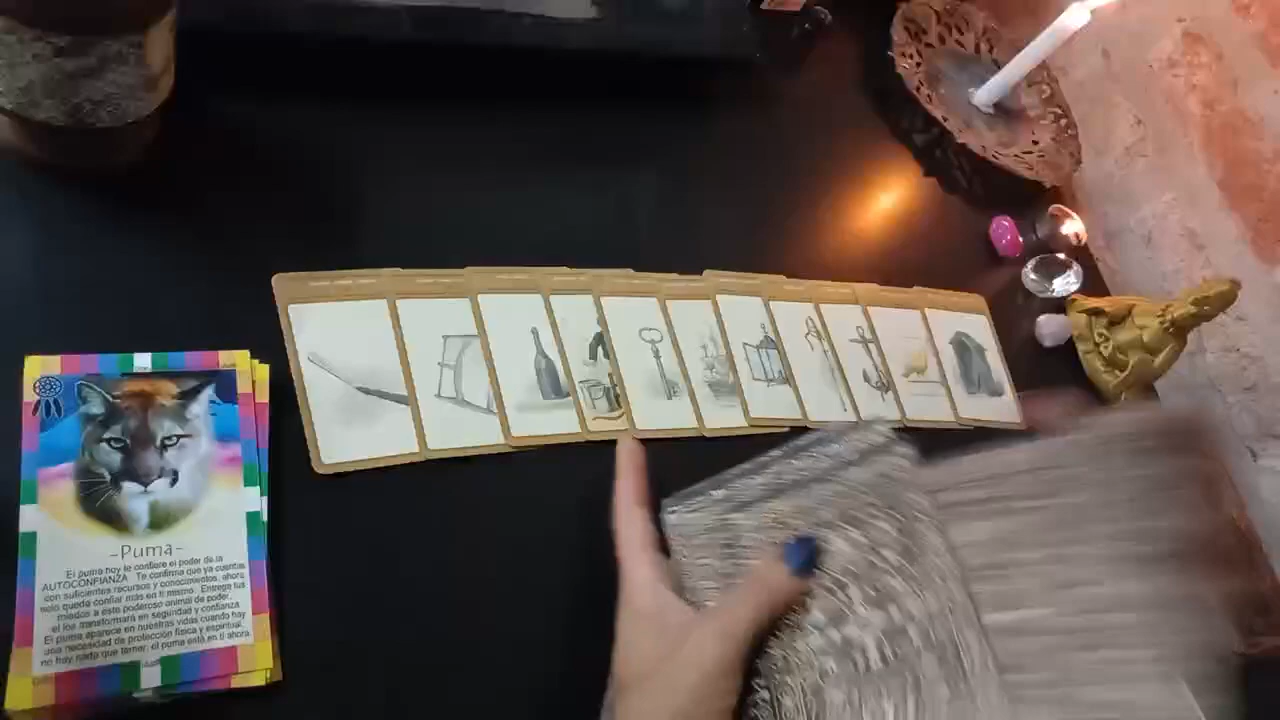 -Puma-
El puma hoy te confiere el poder de la
AUTOCONFIANZA. Te confirma que ya cuentas
con suficientes recursos y conocimientos, ahora
solo queda confiar más en ti mismo. Entrega tus
miedos a este poderoso animal de poder,
el los transformará en seguridad y confianza.
El puma aparece en nuestras vidas cuando hay
una necesidad de protección física y espiritual,
no hay nada que temer, el puma está en ti ahora.